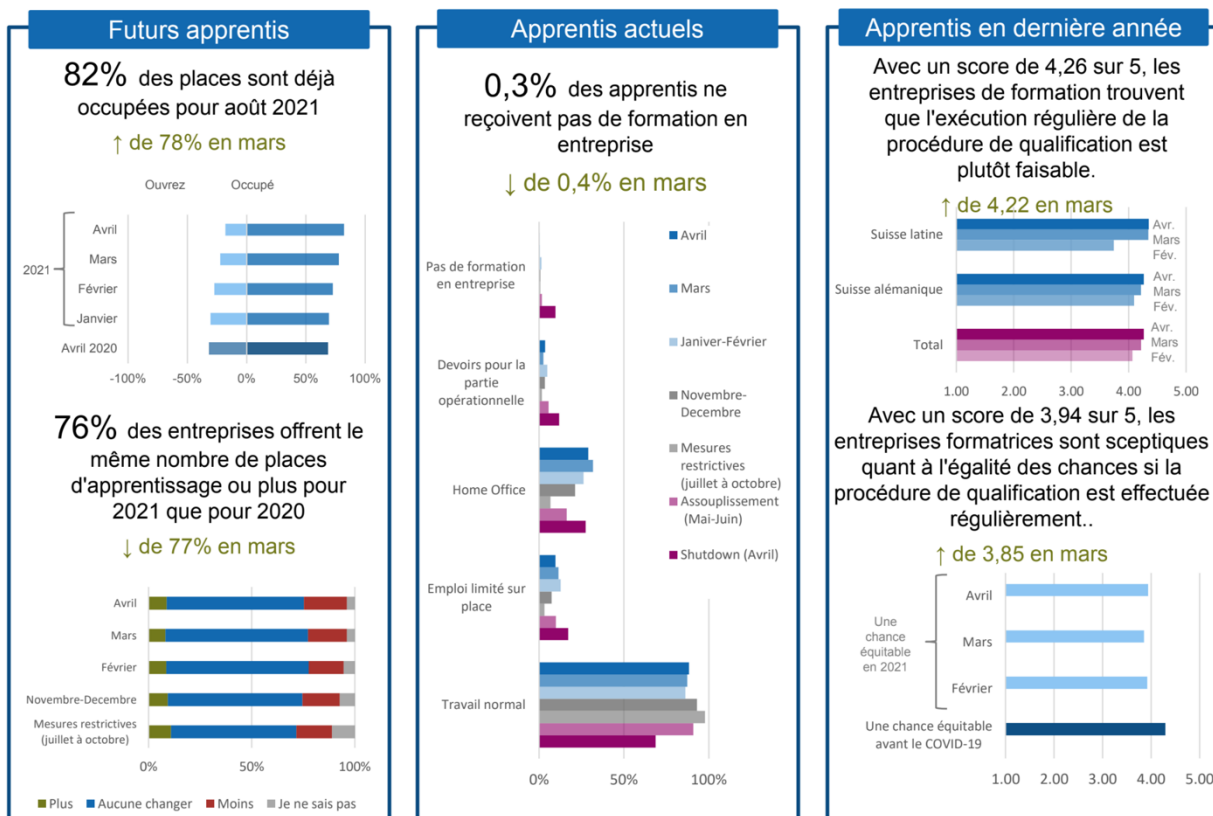 Futurs apprentis
82% des places sont déjà
occupées pour août 2021
↑ de 78% en mars
Ouvrez Occupé
2021
Avril
Mars
Février
Janvier
Avril 2020
-100% -50% 0% 50% 100%
76% des entreprises offrent le
même nombre de places
d'apprentissage ou plus pour
2021 que pour 2020
↓ de 77% en mars
Avril
Mars
Février
Novembre-Decembre
Mesures restrictives
(juillet à octobre)
0% 50% 100%
Plus Aucune changer Moins Je ne sais pas
Apprentis actuels
0,3% des apprentis ne
reçoivent pas de formation en
entreprise
↓ de 0,4% en mars
Pas de formation
en entreprise
Devoirs pour la
partie
opérationnelle
Home Office
Emploi limité sur
place
Travail normal
0% 50% 100%
Avril
Mars
Janiver-Février
Novembre-
Decembre
Mesures
restrictives
(juillet à octobre)
Assouplissement
(Mai-Juin)
Shutdown (Avril)
Apprentis en dernière année
Avec un score de 4,26 sur 5, les
entreprises de formation trouvent
que l'exécution régulière de la
procédure de qualification est
plutôt faisable.
↑ de 4,22 en mars
Suisse latine
Avr.
Mars
Fév.
Suisse alémanique
Avr.
Mars
Fév.
Total
Avr.
Mars
Fév.
1.00 2.00 3.00 4.00 5.00
Avec un score de 3,94 sur 5, les
entreprises formatrices sont sceptiques
quant à l'égalité des chances si la
procédure de qualification est effectuée
régulièrement..
↑ de 3,85 en mars
Une
chance
équitable
en 2021
Avril
Mars
Février
Une chance équitable
avant le COVID-19
1.00 2.00 3.00 4.00 5.00